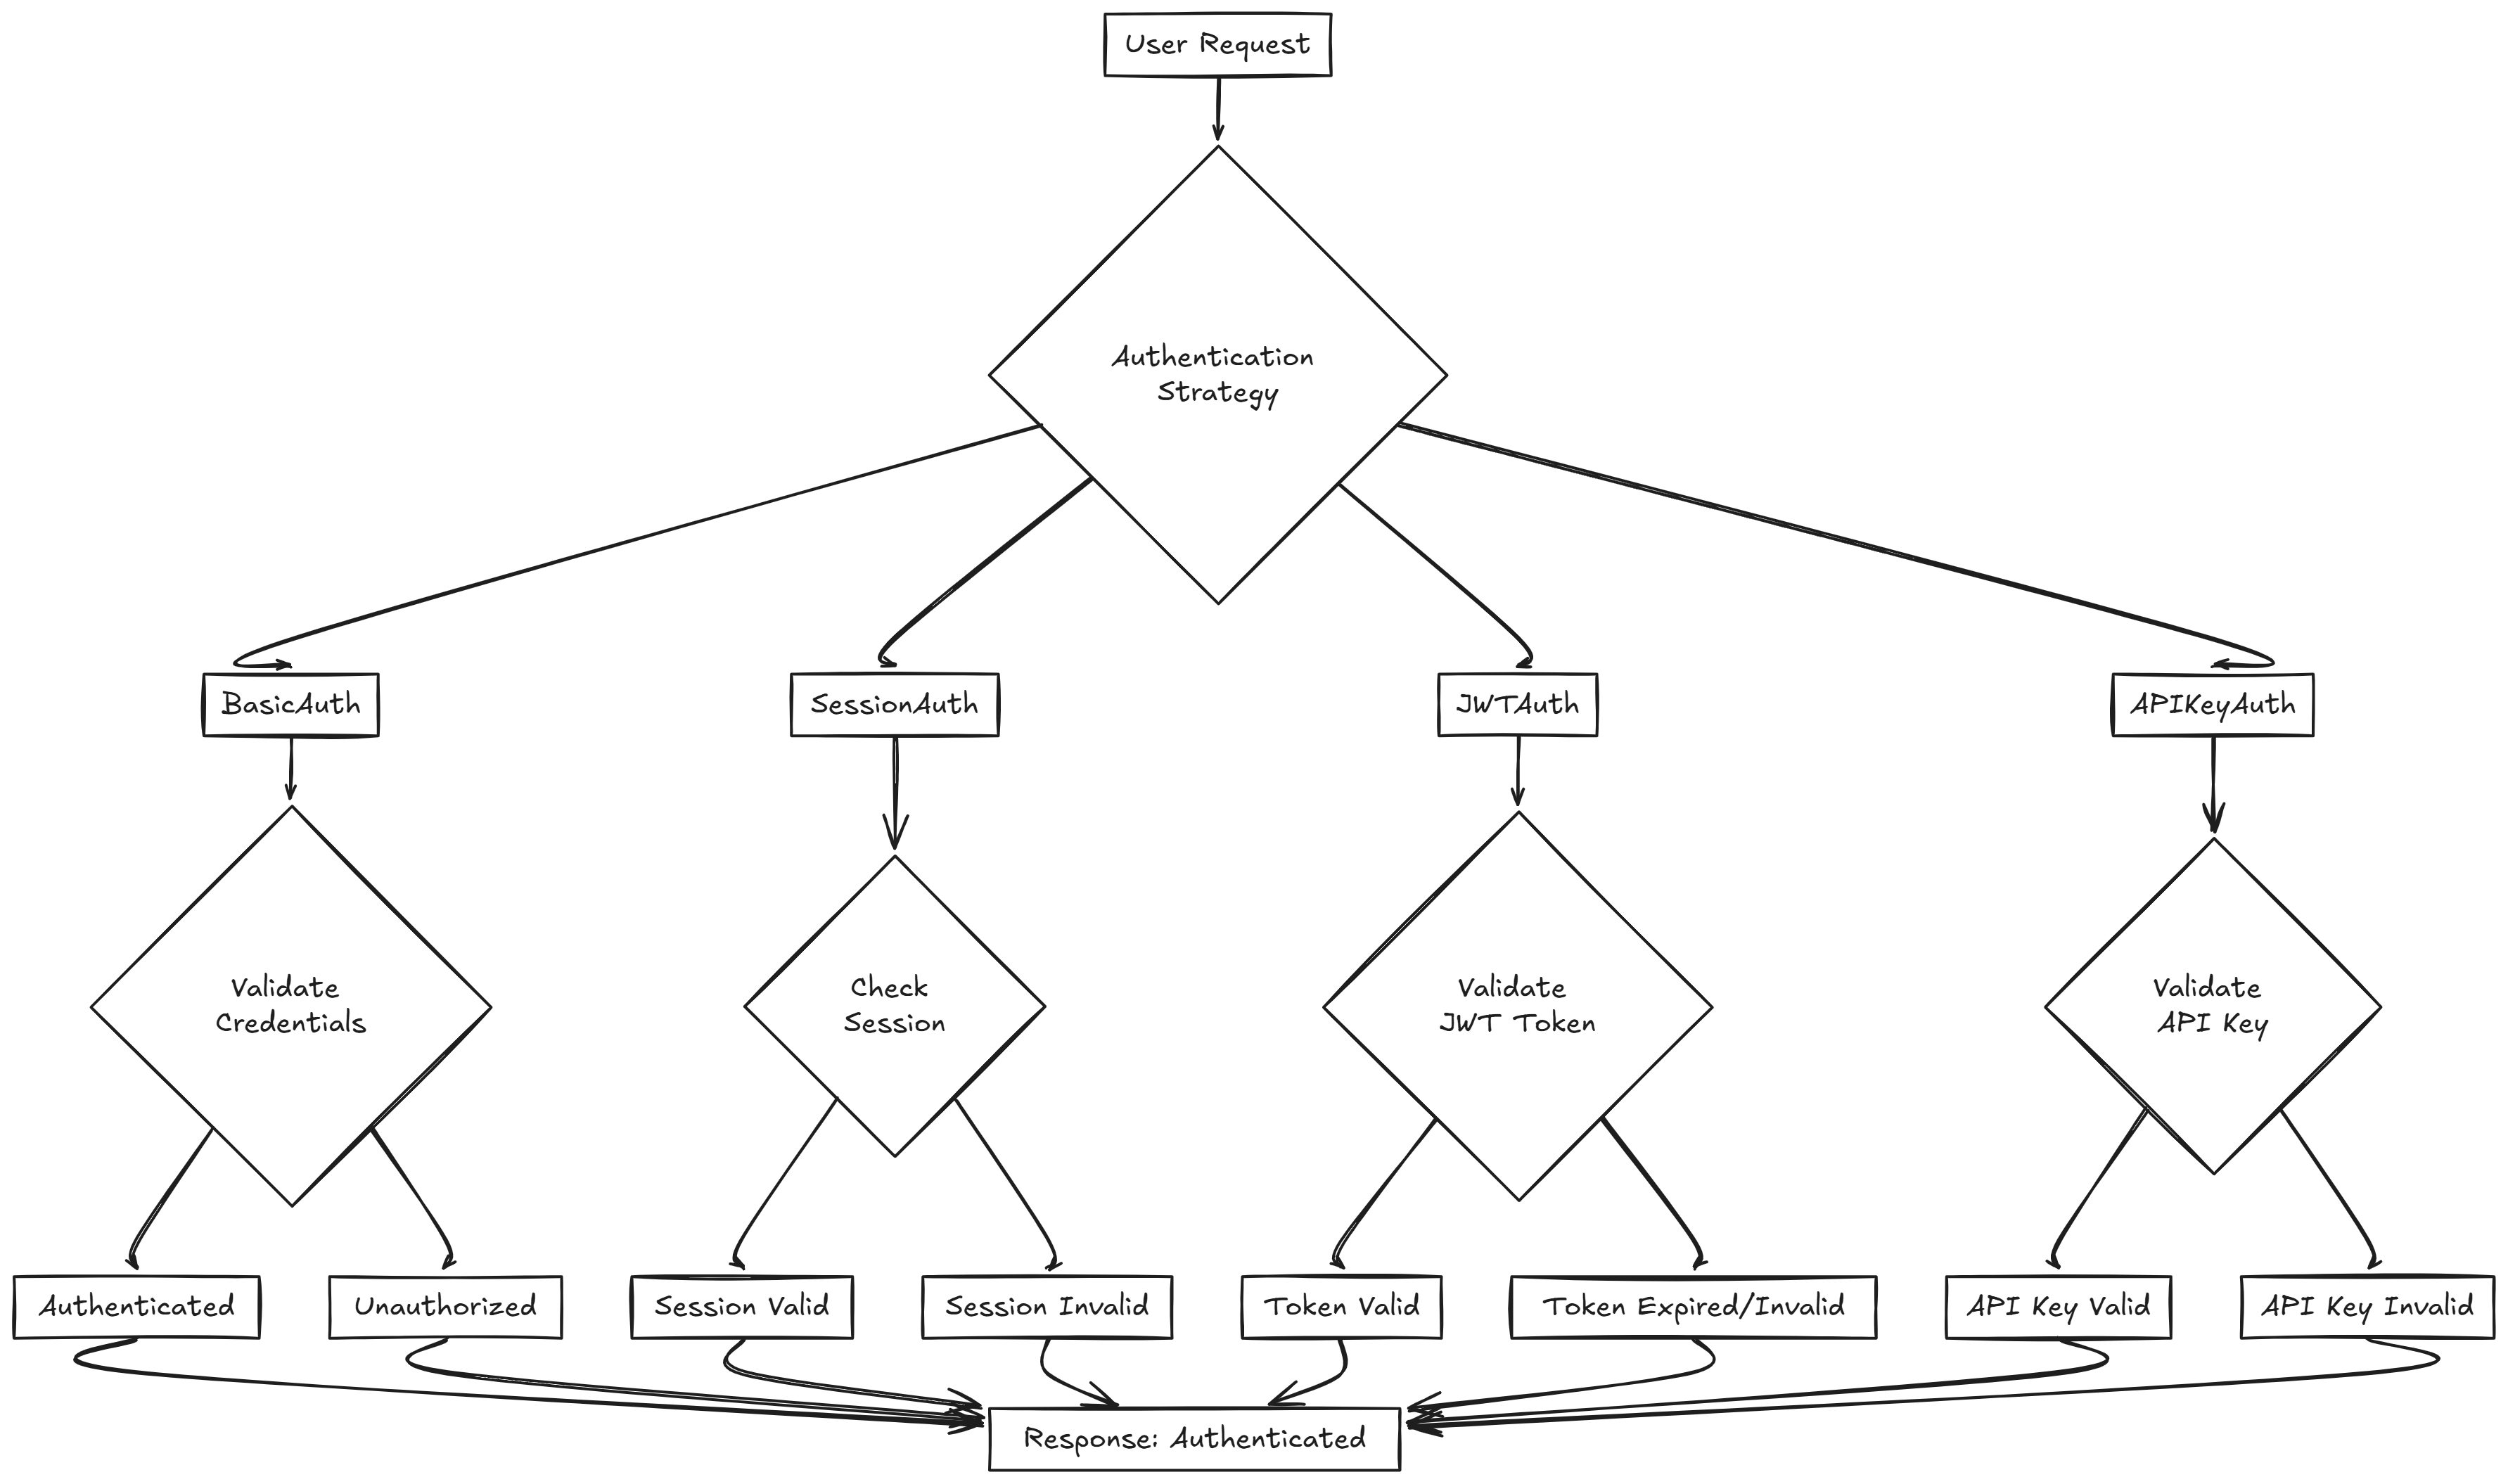 User Request
Authentication
Strategy
BasicAuth
SessionAuth
JWTAuth
APIKeyAuth
Validate
Credentials
Check
Session
Validate
JWT Token
Validate
API Key
Authenticated
Unauthorized
Session Valid
Session Invalid
Token Valid
Token Expired/Invalid
API Key Valid
API Key Invalid
Response: Authenticated